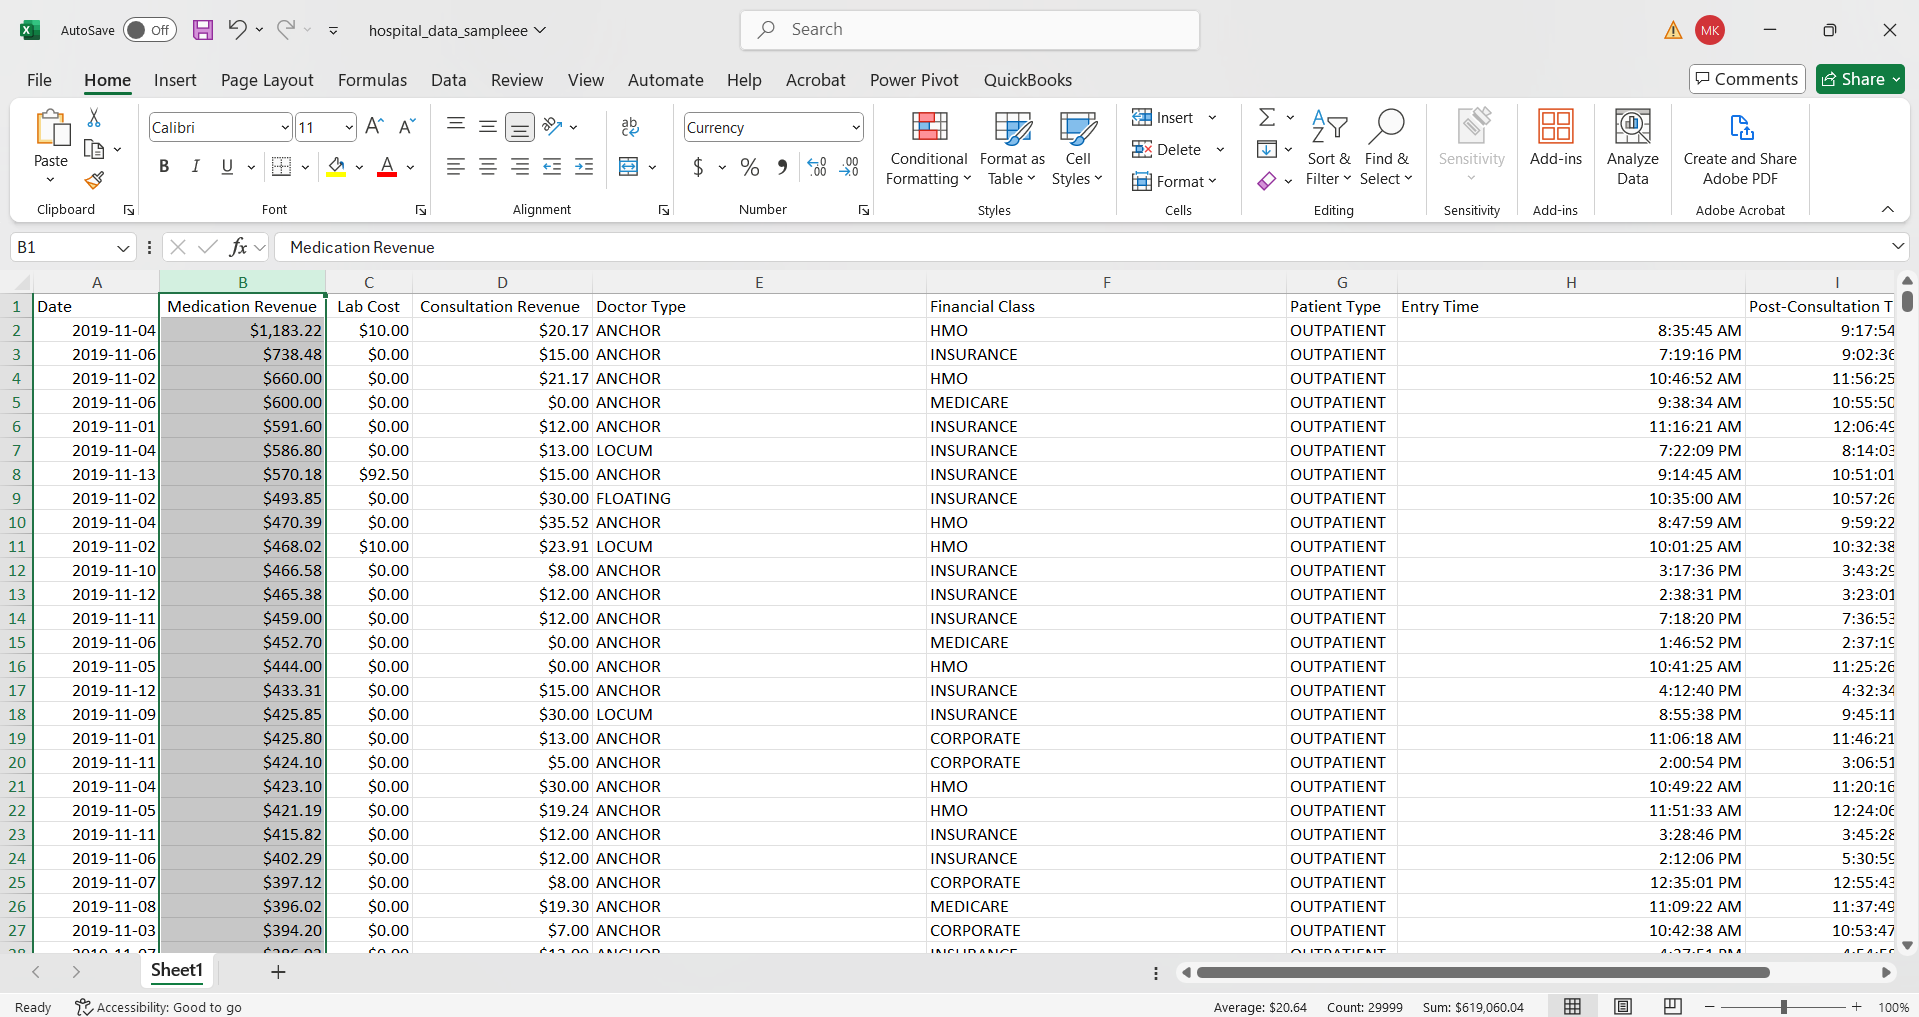 AutoSave Off hospital_data_sampleee Search MK
File Home Insert Page Layout Formulas Data Review View Automate Help Acrobat Power Pivot QuickBooks Comments Share
Paste Calibri 11 Currency Conditional Formatting Format as Table Cell Styles Insert Delete Format Sort & Filter Find & Select Sensitivity Add-ins Analyze Data Create and Share Adobe PDF
Clipboard Font Alignment Number Styles Cells Editing Sensitivity Add-ins Adobe Acrobat
B1 fx Medication Revenue
A B C D E F G H I
1 Date Medication Revenue Lab Cost Consultation Revenue Doctor Type Financial Class Patient Type Entry Time Post-Consultation T
2 2019-11-04 $1,183.22 $10.00 $20.17 ANCHOR HMO OUTPATIENT 8:35:45 AM 9:17:54
3 2019-11-06 $738.48 $0.00 $15.00 ANCHOR INSURANCE OUTPATIENT 7:19:16 PM 9:02:36
4 2019-11-02 $660.00 $0.00 $21.17 ANCHOR HMO OUTPATIENT 10:46:52 AM 11:56:25
5 2019-11-06 $600.00 $0.00 $0.00 ANCHOR MEDICARE OUTPATIENT 9:38:34 AM 10:55:50
6 2019-11-01 $591.60 $0.00 $12.00 ANCHOR INSURANCE OUTPATIENT 11:16:21 AM 12:06:49
7 2019-11-04 $586.80 $0.00 $13.00 LOCUM INSURANCE OUTPATIENT 7:22:09 PM 8:14:03
8 2019-11-13 $570.18 $92.50 $15.00 ANCHOR INSURANCE OUTPATIENT 9:14:45 AM 10:51:01
9 2019-11-02 $493.85 $0.00 $30.00 FLOATING INSURANCE OUTPATIENT 10:35:00 AM 10:57:26
10 2019-11-04 $470.39 $0.00 $35.52 ANCHOR HMO OUTPATIENT 8:47:59 AM 9:59:22
11 2019-11-02 $468.02 $10.00 $23.91 LOCUM HMO OUTPATIENT 10:01:25 AM 10:32:38
12 2019-11-10 $466.58 $0.00 $8.00 ANCHOR INSURANCE OUTPATIENT 3:17:36 PM 3:43:29
13 2019-11-12 $465.38 $0.00 $12.00 ANCHOR INSURANCE OUTPATIENT 2:38:31 PM 3:23:01
14 2019-11-11 $459.00 $0.00 $12.00 ANCHOR INSURANCE OUTPATIENT 7:18:20 PM 7:36:53
15 2019-11-06 $452.70 $0.00 $0.00 ANCHOR MEDICARE OUTPATIENT 1:46:52 PM 2:37:19
16 2019-11-05 $444.00 $0.00 $0.00 ANCHOR HMO OUTPATIENT 10:41:25 AM 11:25:26
17 2019-11-12 $433.31 $0.00 $15.00 ANCHOR INSURANCE OUTPATIENT 4:12:40 PM 4:32:34
18 2019-11-09 $425.85 $0.00 $30.00 LOCUM INSURANCE OUTPATIENT 8:55:38 PM 9:45:11
19 2019-11-01 $425.80 $0.00 $13.00 ANCHOR CORPORATE OUTPATIENT 11:06:18 AM 11:46:21
20 2019-11-11 $424.10 $0.00 $5.00 ANCHOR CORPORATE OUTPATIENT 2:00:54 PM 3:06:51
21 2019-11-04 $423.10 $0.00 $30.00 ANCHOR HMO OUTPATIENT 10:49:22 AM 11:20:16
22 2019-11-05 $421.19 $0.00 $19.24 ANCHOR HMO OUTPATIENT 11:51:33 AM 12:24:06
23 2019-11-11 $415.82 $0.00 $12.00 ANCHOR INSURANCE OUTPATIENT 3:28:46 PM 3:45:28
24 2019-11-06 $402.29 $0.00 $12.00 ANCHOR INSURANCE OUTPATIENT 2:12:06 PM 5:30:59
25 2019-11-07 $397.12 $0.00 $8.00 ANCHOR CORPORATE OUTPATIENT 12:35:01 PM 12:55:43
26 2019-11-08 $396.02 $0.00 $19.30 ANCHOR MEDICARE OUTPATIENT 11:09:22 AM 11:37:49
27 2019-11-03 $394.20 $0.00 $7.00 ANCHOR CORPORATE OUTPATIENT 10:42:38 AM 10:53:47
Sheet1
Ready Accessibility: Good to go Average: $20.64 Count: 29999 Sum: $619,060.04 100%